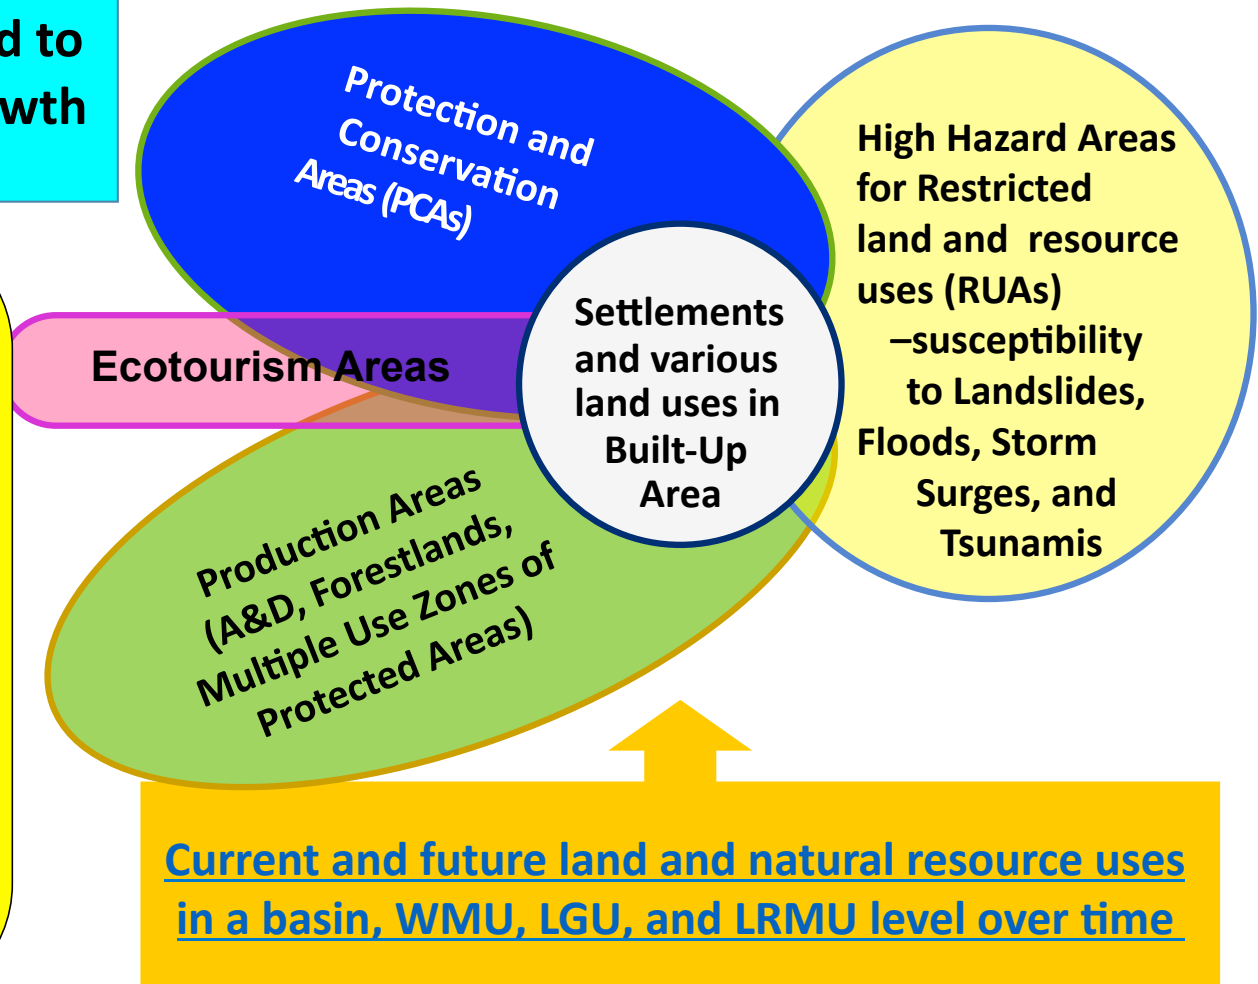 d to
wth
Protection and
Conservation
Areas (PCAs)
High Hazard Areas
for Restricted
land and resource
uses (RUAs)
–susceptibility
to Landslides,
Floods, Storm
Surges, and
Tsunamis
Ecotourism Areas
Settlements
and various
land uses in
Built-Up
Area
Production Areas
(A&D, Forestlands,
Multiple Use Zones of
Protected Areas)
Current and future land and natural resource uses
in a basin, WMU, LGU, and LRMU level over time